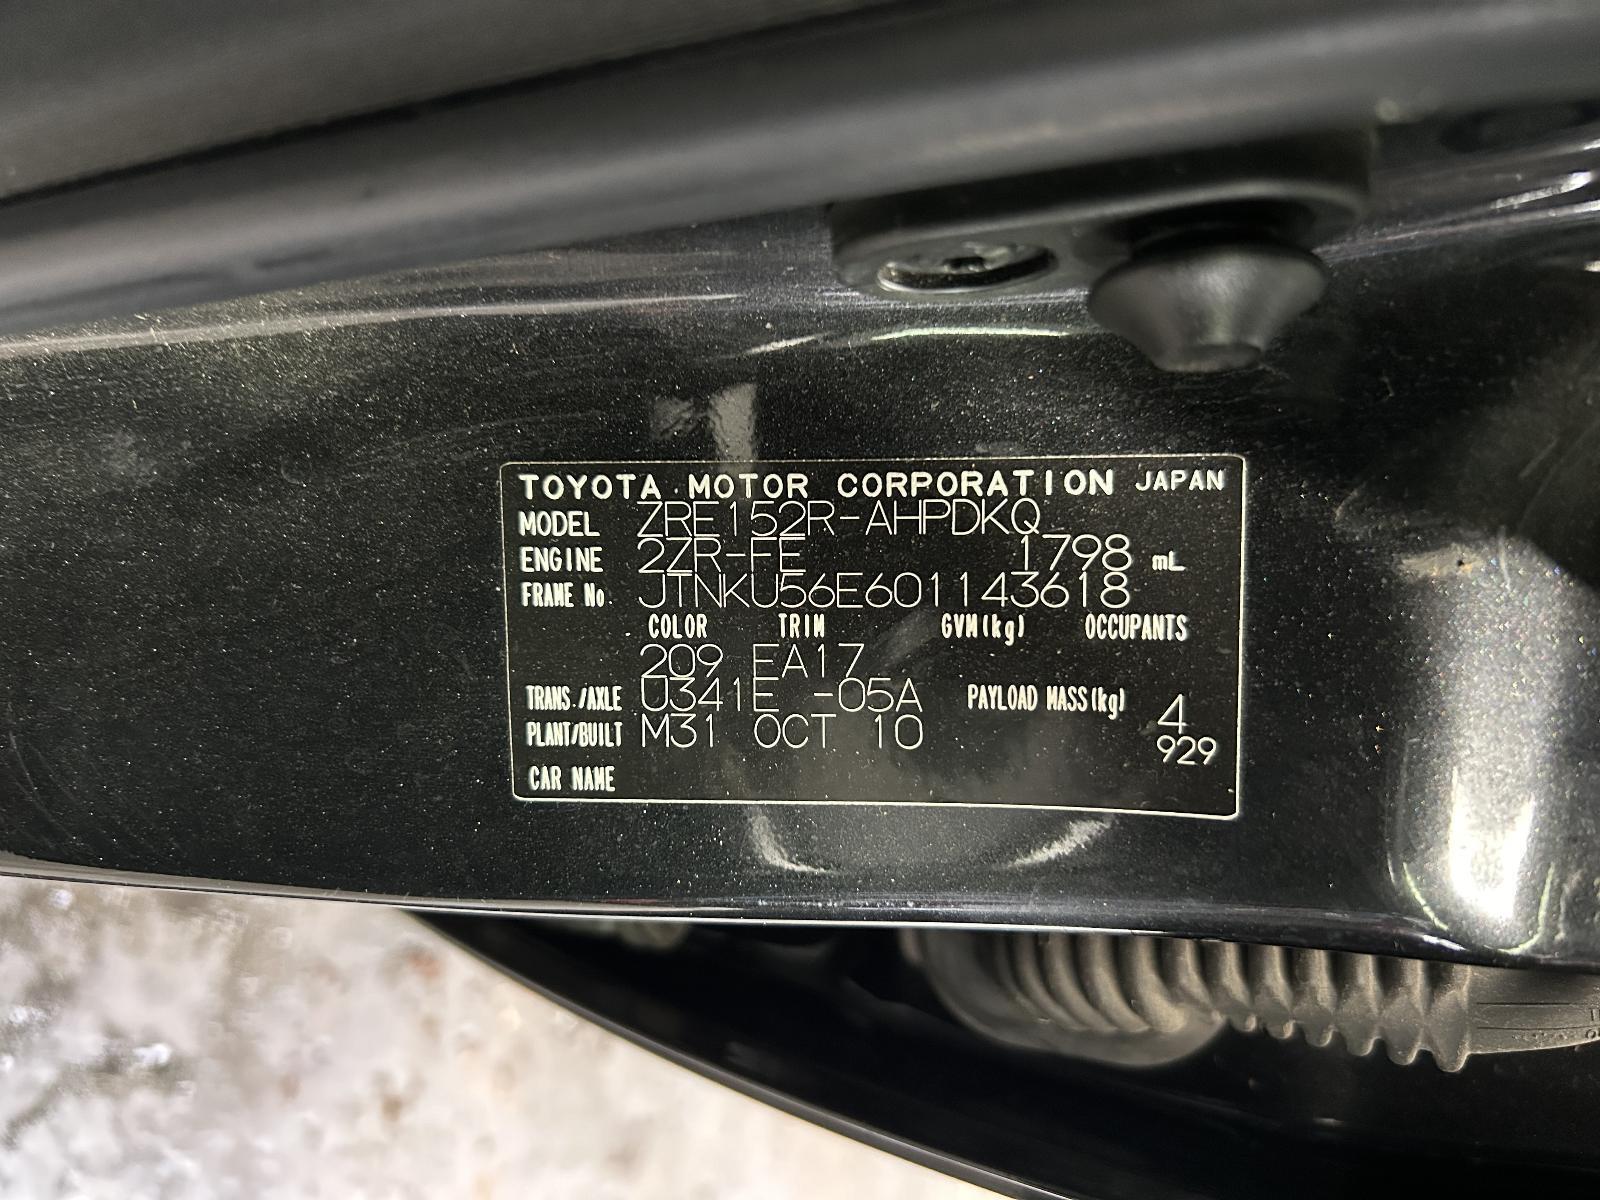 TOYOTA MOTOR CORPORATION JAPAN
MODEL ZRE152R-AHPDKQ
ENGINE 2ZR-FE 1798 mL
FRAME No. JTNKU56E601143618
COLOR TRIM GVM(kg) OCCUPANTS
209 EA17
TRANS./AXLE U341E -05A PAYLOAD MASS(kg) 4
PLANT/BUILT M31 OCT 10 929
CAR NAME